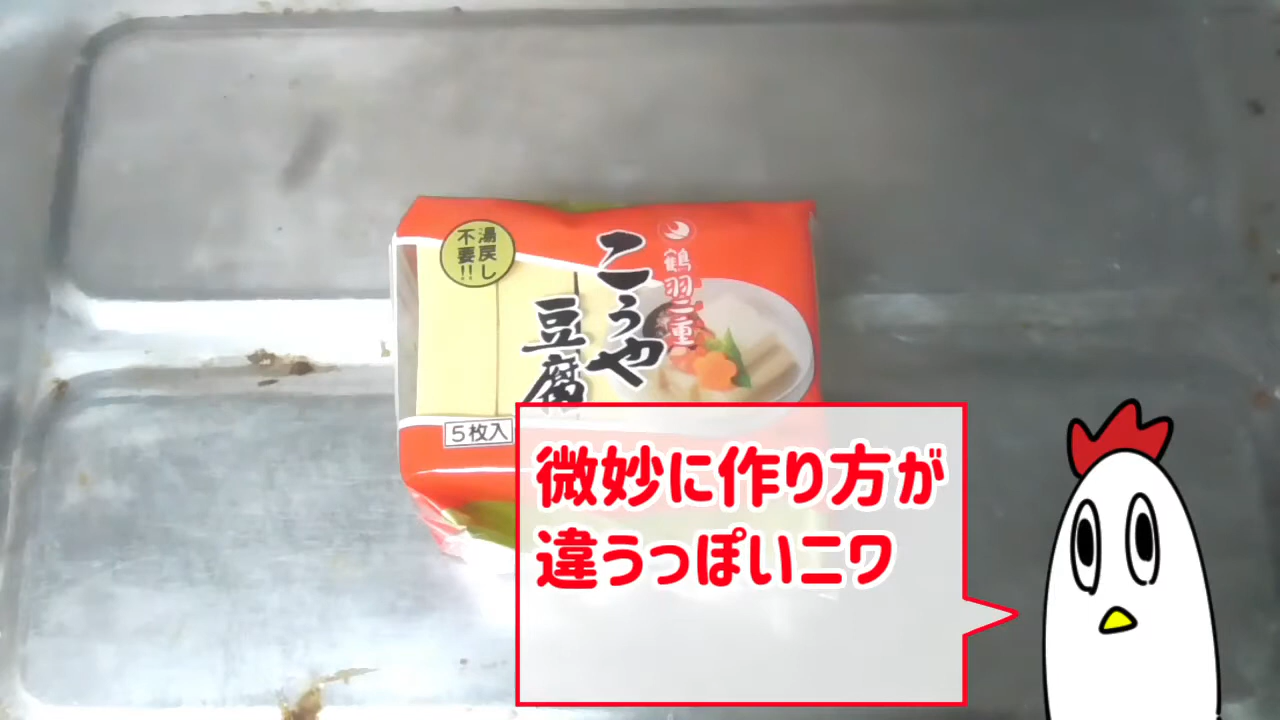 湯戻し
不要!!
鶴羽二重
こうや
豆腐
5枚入
微妙に作り方が
違うっぽいニワ